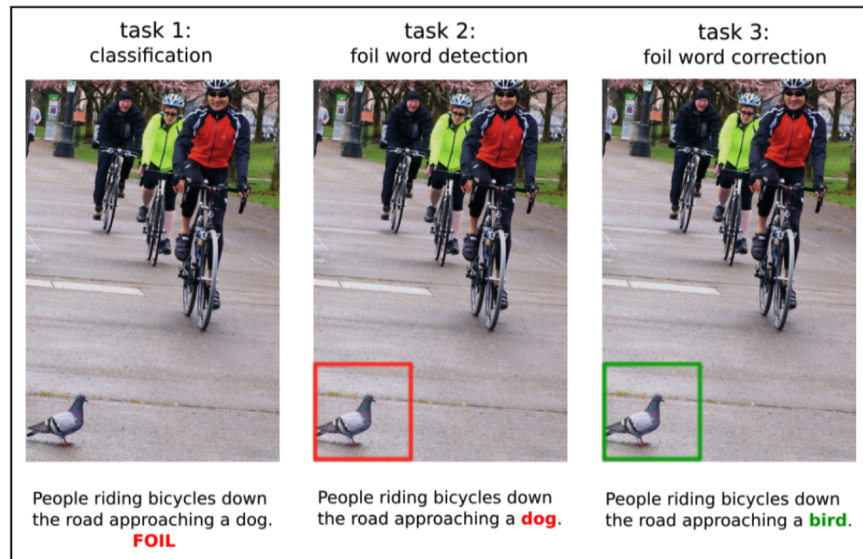 task 1:
classification
task 2:
foil word detection
task 3:
foil word correction
People riding bicycles down
the road approaching a dog.
FOIL
People riding bicycles down
the road approaching a dog.
People riding bicycles down
the road approaching a bird.